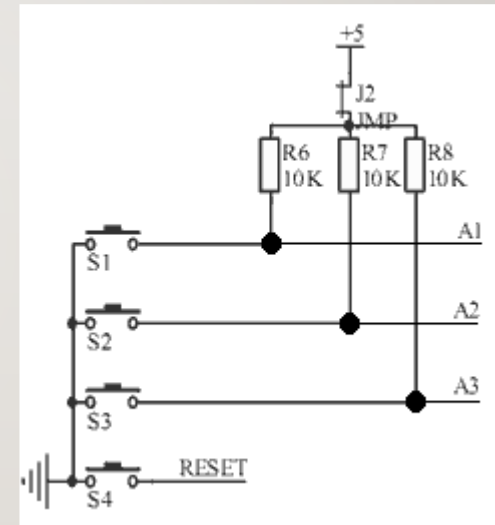 +5
J2
JMP
R6 R7 R8
10K 10K 10K
A1
S1
A2
S2
A3
S3
RESET
S4